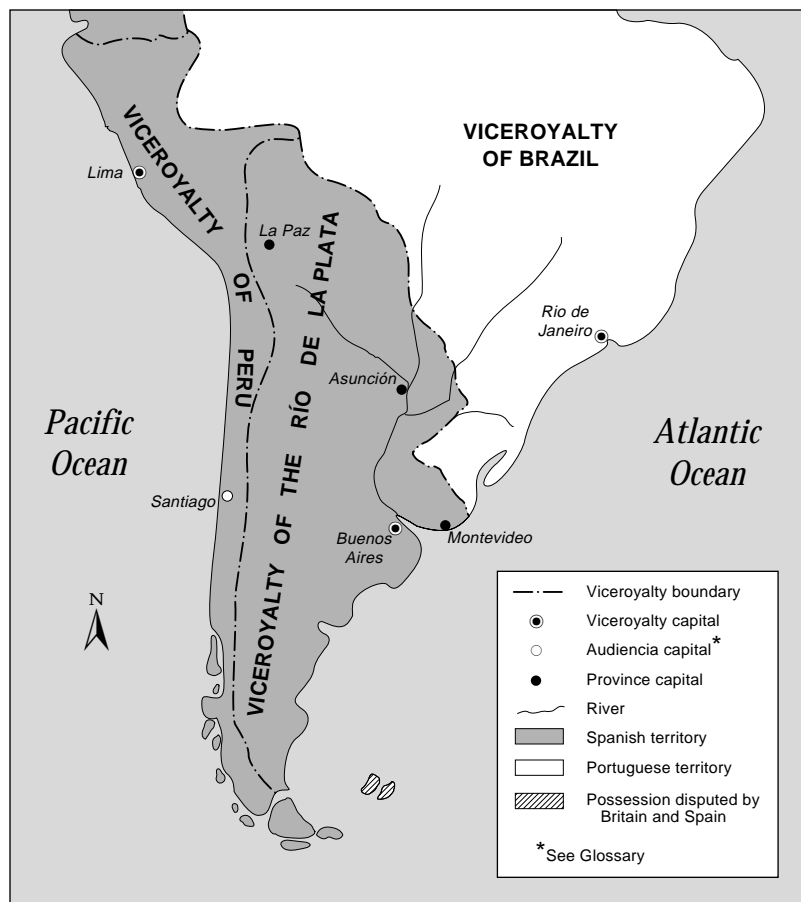 VICEROYALTY
OF BRAZIL
VICEROYALTY
OF
PERU
Lima
La Paz
VICEROYALTY OF THE RÍO DE LA PLATA
Rio de
Janeiro
Asunción
Pacific
Ocean
Atlantic
Ocean
Santiago
Buenos
Aires
Montevideo
N
Viceroyalty boundary
Viceroyalty capital
Audiencia capital*
Province capital
River
Spanish territory
Portuguese territory
Possession disputed by
Britain and Spain
*See Glossary